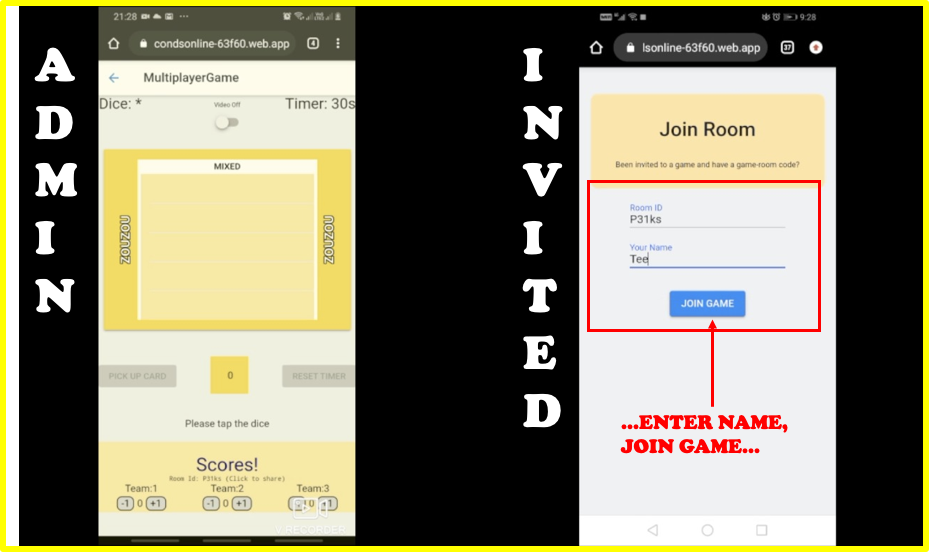 ADMIN
21:28
condsonline-63f60.web.app
4
MultiplayerGame
Dice: *
Video Off
Timer: 30s
MIXED
ZOUZOU
ZOUZOU
PICK UP CARD
0
RESET TIMER
Please tap the dice
Scores!
Room Id: P31ks (Click to share)
Team:1
Team:2
Team:3
-1 0 +1
-1 0 +1
-1 0 +1
V RECORDER
INVITED
9:28
lsonline-63f60.web.app
37
Join Room
Been invited to a game and have a game-room code?
Room ID
P31ks
Your Name
Tee
JOIN GAME
...ENTER NAME,
JOIN GAME...